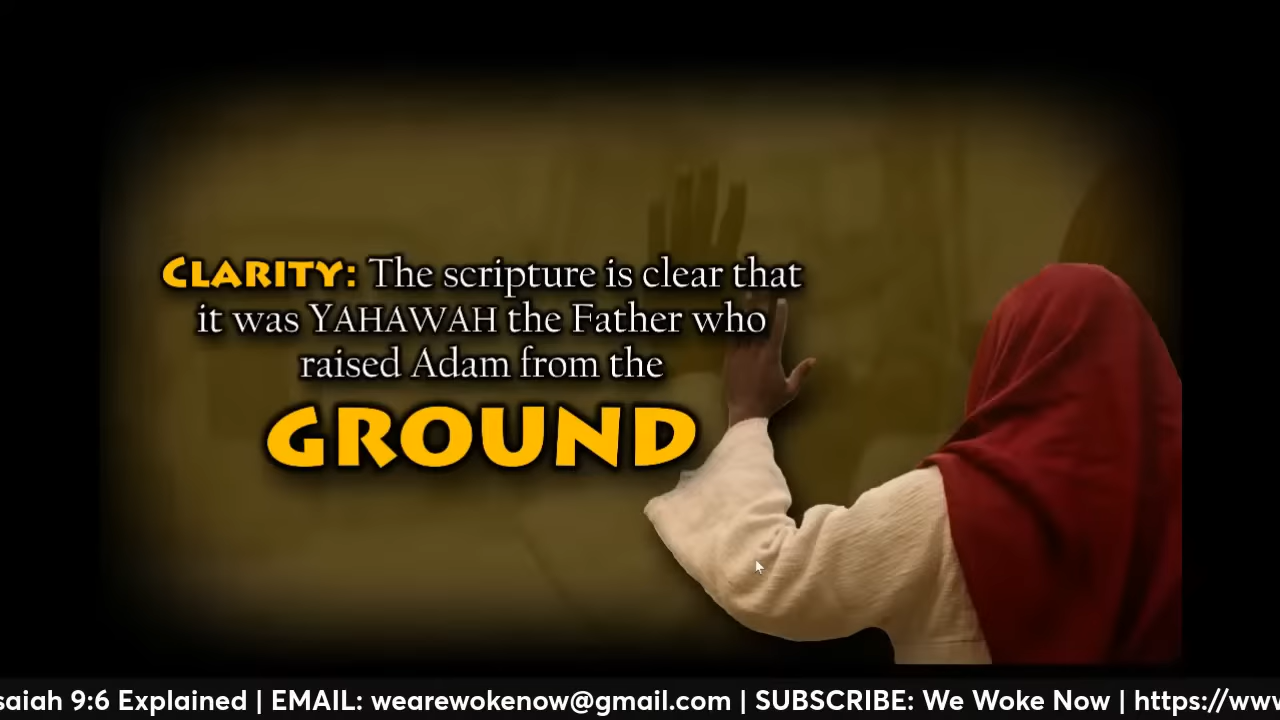 CLARITY: The scripture is clear that
it was YAHAWAH the Father who
raised Adam from the
GROUND
saiah 9:6 Explained | EMAIL: wearewokenow@gmail.com | SUBSCRIBE: We Woke Now | https://www